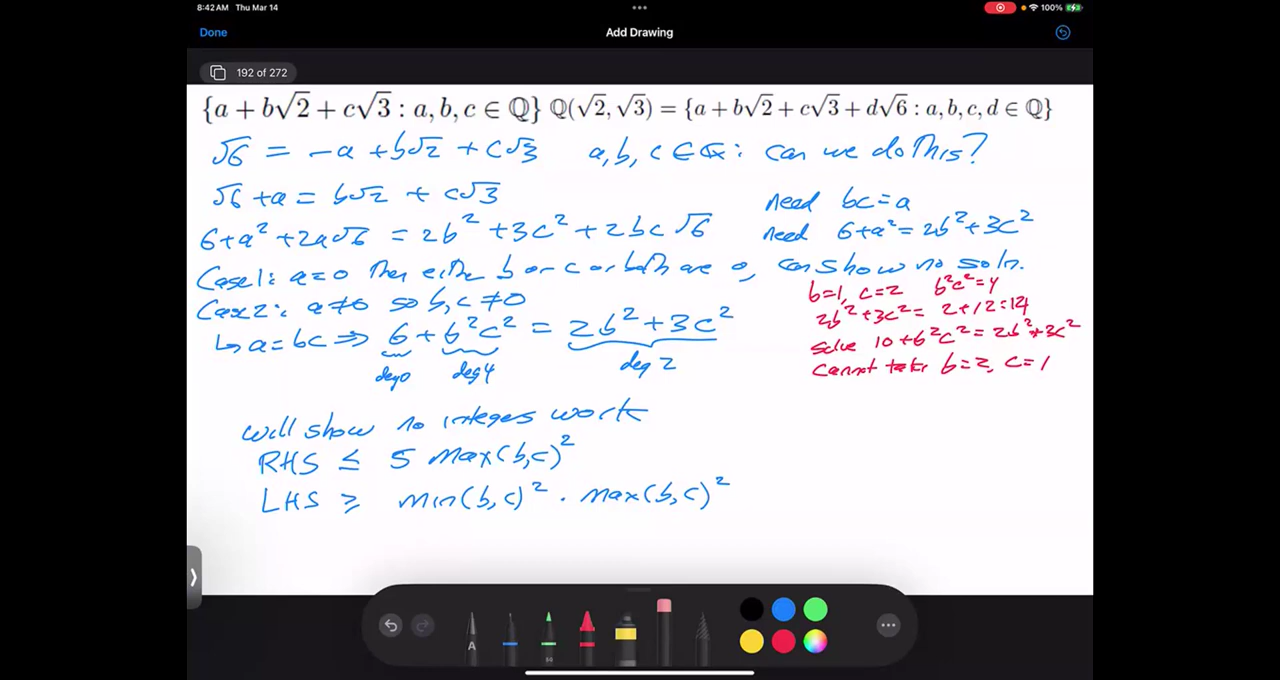 8:42 AM Thu Mar 14
100%
Done
Add Drawing
192 of 272
{a + b√2 + c√3 : a, b, c ∈ ℚ} ℚ(√2, √3) = {a + b√2 + c√3 + d√6 : a, b, c, d ∈ ℚ}
√6 = -a + b√2 + c√3 a, b, c ∈ ℚ: can we do this?
√6 + a = b√2 + c√3
need bc = a
6 + a² + 2a√6 = 2b² + 3c² + 2bc√6
need 6 + a² = 2b² + 3c²
Case 1: a=0 then either b or c or both are 0, can show no soln.
Case 2: a≠0 so b, c ≠ 0
↳ a = bc ⇒ 6 + b²c² = 2b² + 3c²
deg 0 deg 4 deg 2
b=1, c=2 b²c² = 4
2b² + 3c² = 2 + 12 = 14
Solve 10 + b²c² = 2b² + 3c²
Cannot take b=2, c=1
will show no integers work
RHS ≤ 5 max(b,c)²
LHS ≥ min(b,c)² · max(b,c)²